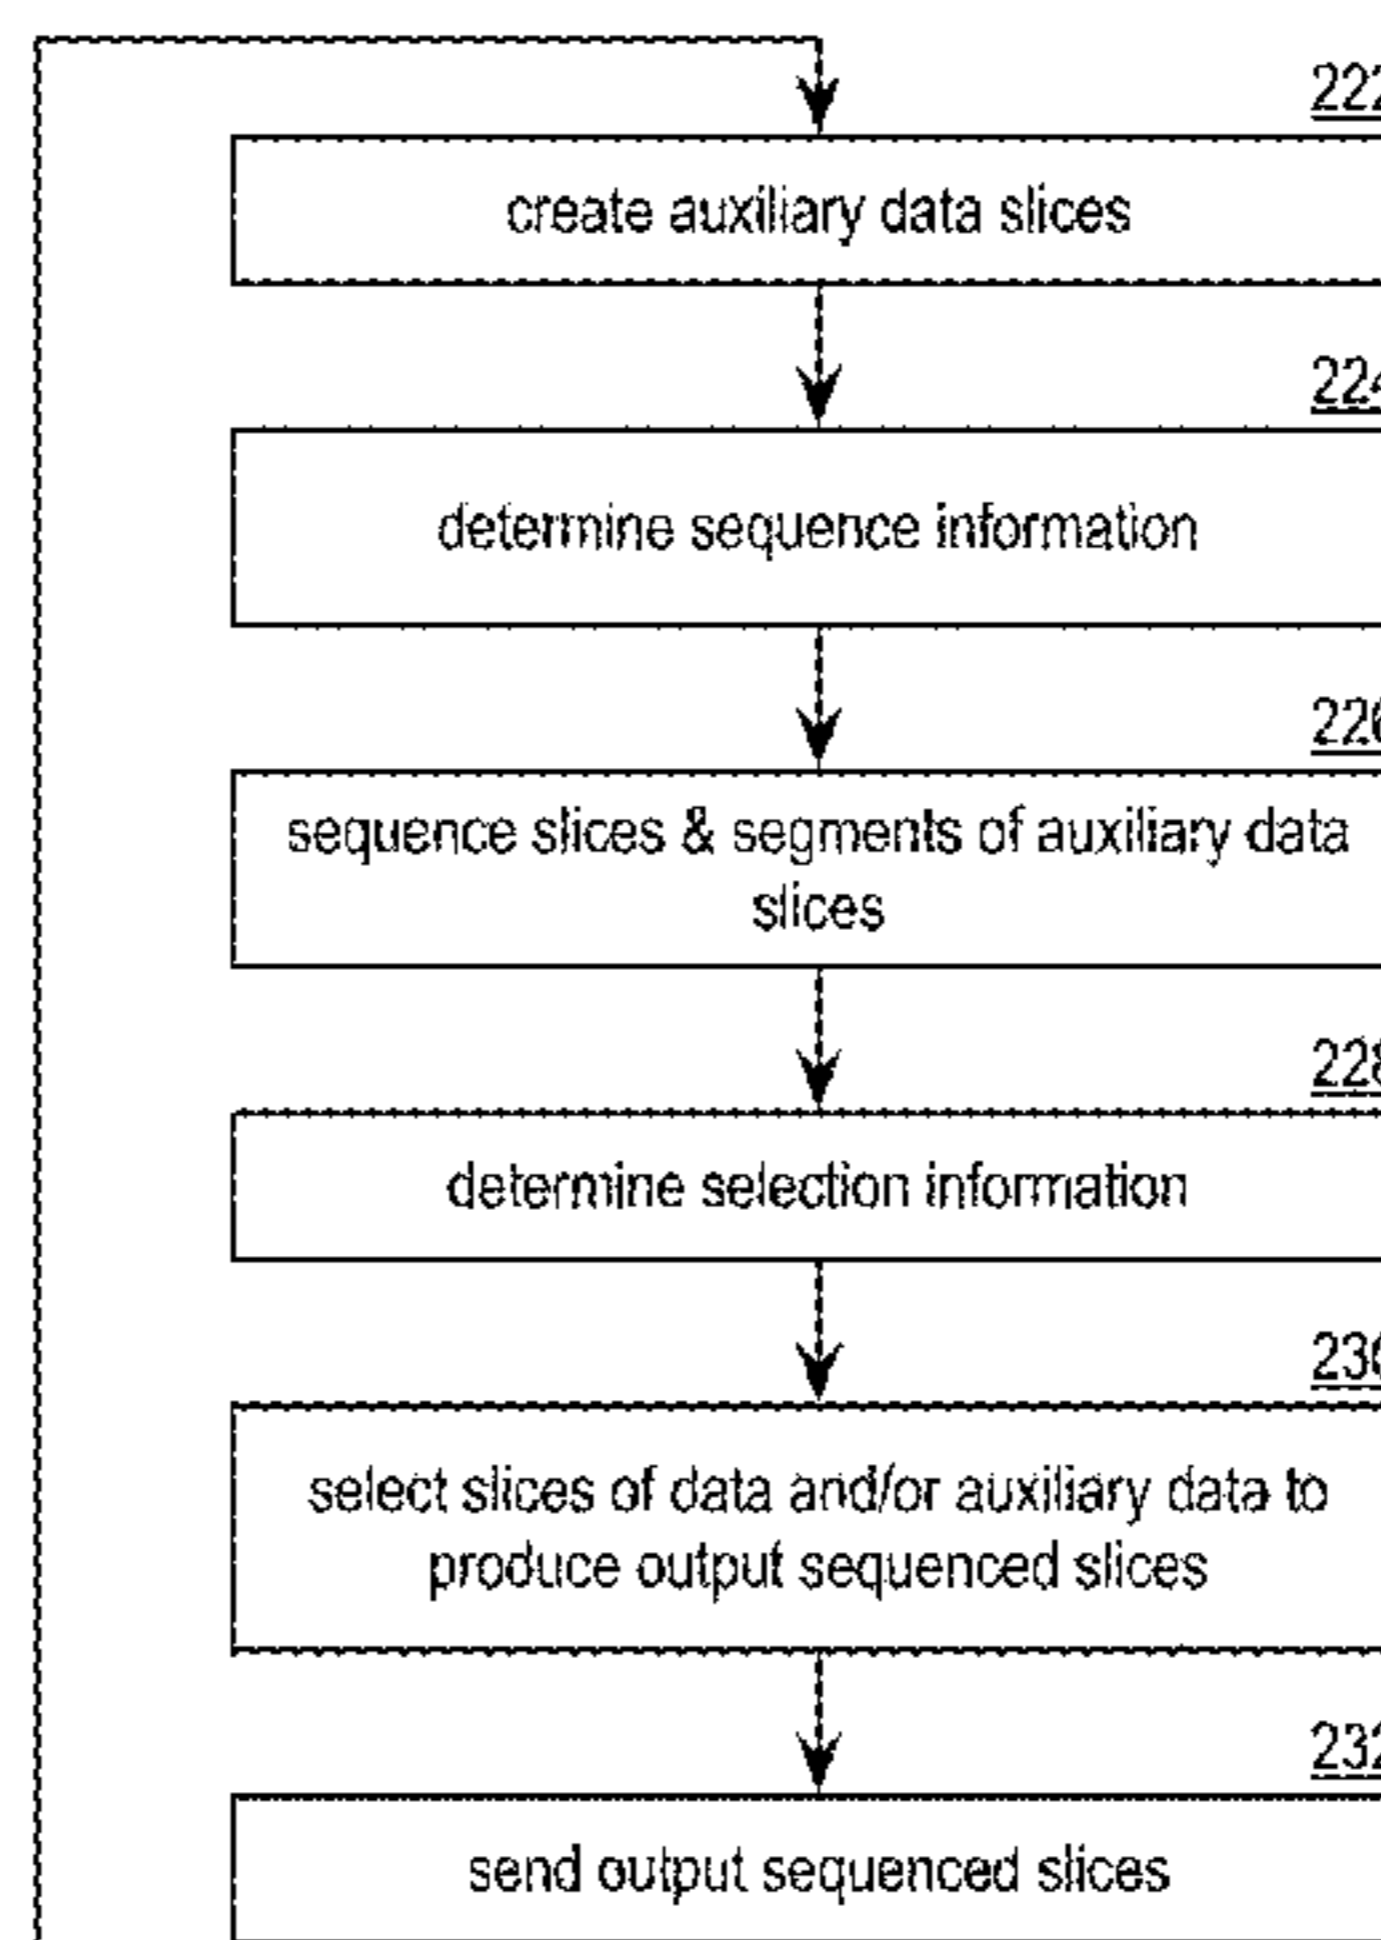 222
create auxiliary data slices
224
determine sequence information
226
sequence slices & segments of auxiliary data
slices
228
determine selection information
230
select slices of data and/or auxiliary data to
produce output sequenced slices
232
send output sequenced slices